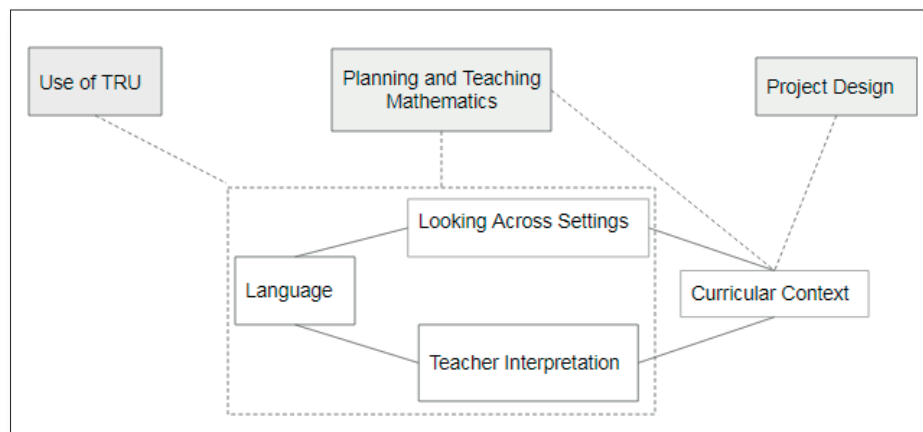 Use of TRU
Planning and Teaching
Mathematics
Project Design
Looking Across Settings
Language
Curricular Context
Teacher Interpretation